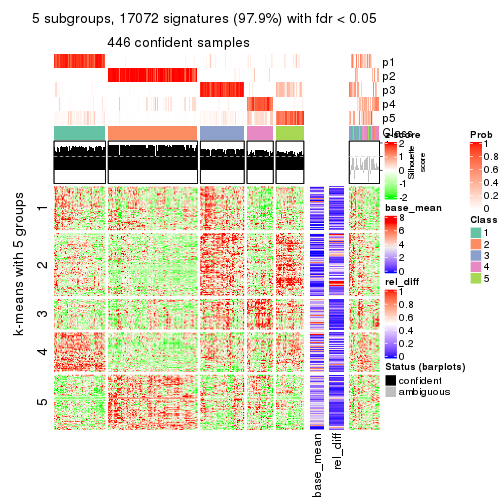 5 subgroups, 17072 signatures (97.9%) with fdr < 0.05
446 confident samples
p1
p2
p3
p4
p5
Class
Silhouette
score
k-means with 5 groups
1
2
3
4
5
base_mean
rel_diff
z-score
2
1
0
-1
-2
base_mean
8
6
4
2
0
rel_diff
1
0.8
0.6
0.4
0.2
0
Status (barplots)
confident
ambiguous
Prob
1
0.8
0.6
0.4
0.2
0
Class
1
2
3
4
5